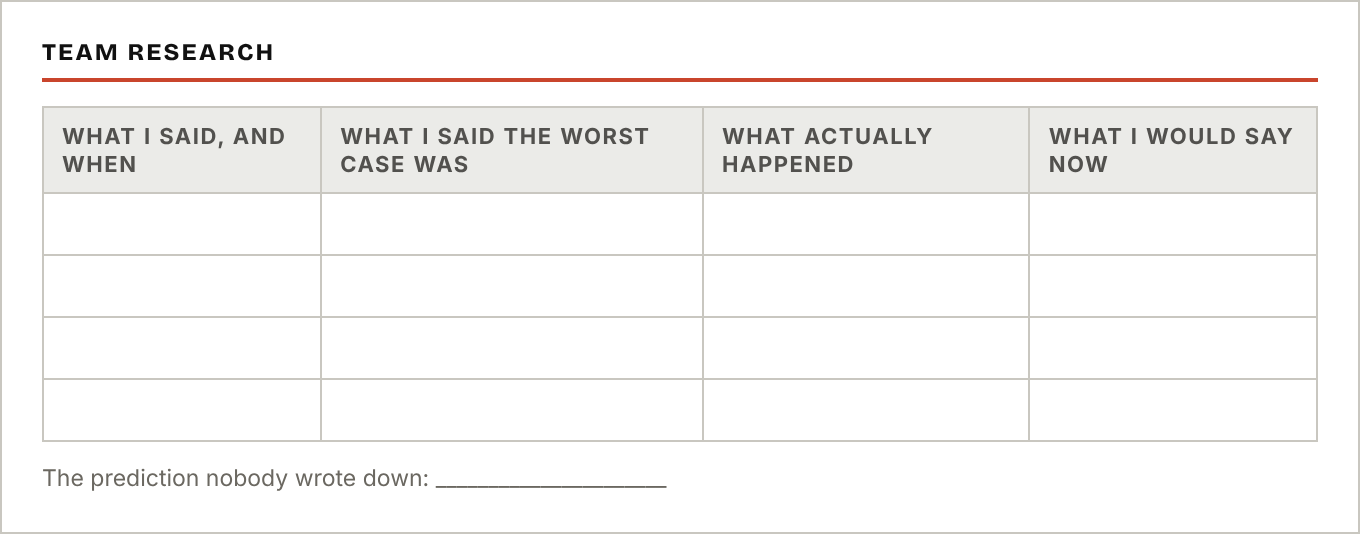 TEAM RESEARCH
WHAT I SAID, AND WHEN
WHAT I SAID THE WORST CASE WAS
WHAT ACTUALLY HAPPENED
WHAT I WOULD SAY NOW
The prediction nobody wrote down: ____________________